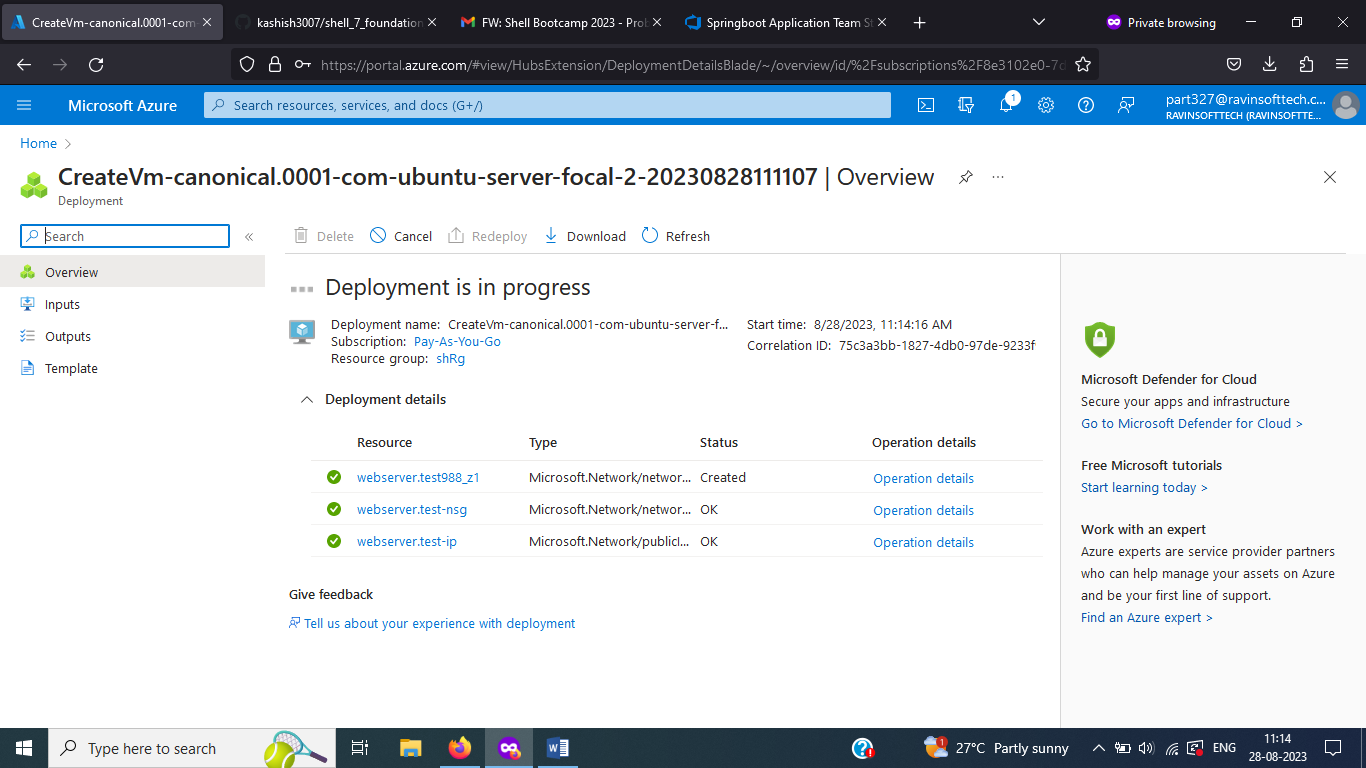 CreateVm-canonical.0001-com-
kashish3007/shell_7_foundation
FW: Shell Bootcamp 2023 - Prob
Springboot Application Team St
Private browsing
https://portal.azure.com/#view/HubsExtension/DeploymentDetailsBlade/~/overview/id/%2Fsubscriptions%2F8e3102e0-7d
Microsoft Azure
Search resources, services, and docs (G+/)
1
part327@ravinsofttech.c...
RAVINSOFTTECH (RAVINSOFTTE...
Home
CreateVm-canonical.0001-com-ubuntu-server-focal-2-20230828111107 | Overview
Deployment
Search
Overview
Inputs
Outputs
Template
Delete
Cancel
Redeploy
Download
Refresh
Deployment is in progress
Deployment name: CreateVm-canonical.0001-com-ubuntu-server-f...
Subscription: Pay-As-You-Go
Resource group: shRg
Start time: 8/28/2023, 11:14:16 AM
Correlation ID: 75c3a3bb-1827-4db0-97de-9233f
Deployment details
Resource Type Status Operation details
webserver.test988_z1 Microsoft.Network/networ... Created Operation details
webserver.test-nsg Microsoft.Network/networ... OK Operation details
webserver.test-ip Microsoft.Network/publicI... OK Operation details
Give feedback
Tell us about your experience with deployment
Microsoft Defender for Cloud
Secure your apps and infrastructure
Go to Microsoft Defender for Cloud >
Free Microsoft tutorials
Start learning today >
Work with an expert
Azure experts are service provider partners
who can help manage your assets on Azure
and be your first line of support.
Find an Azure expert >
Type here to search
1
27°C Partly sunny
ENG
11:14
28-08-2023